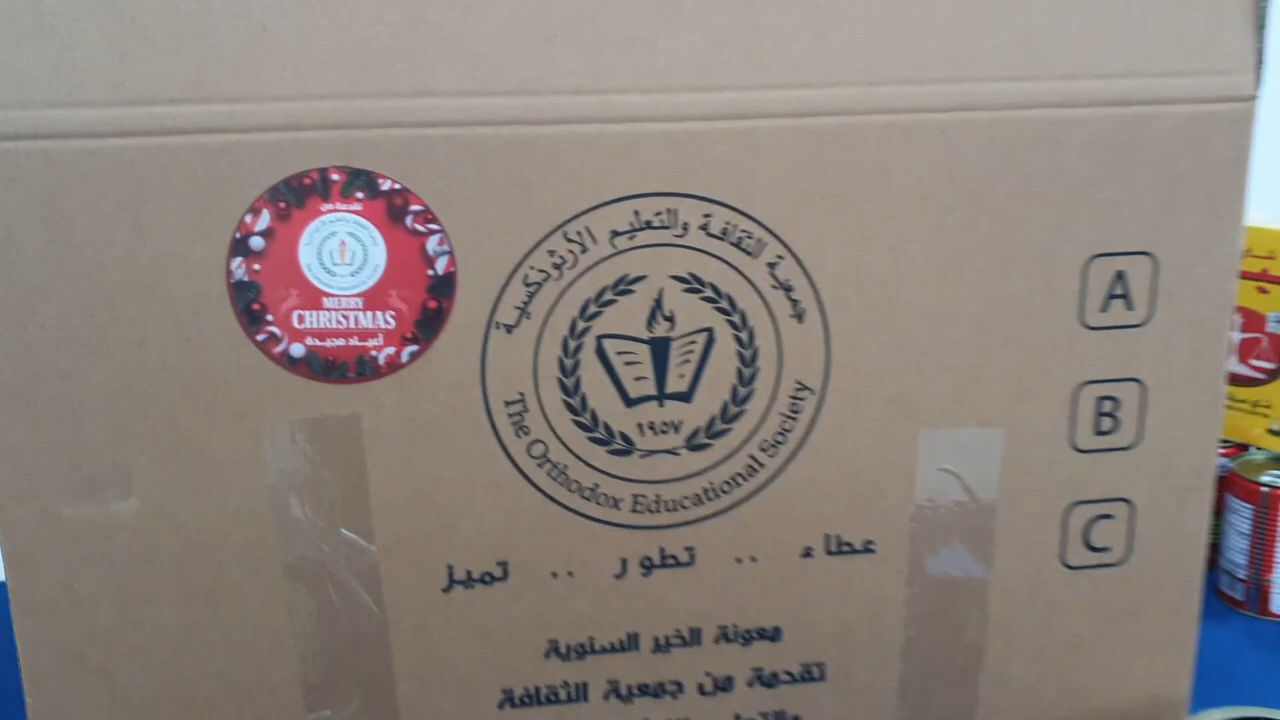 تقدمة من
MERRY
CHRISTMAS
أعياد مجيدة
جمعية الثقافة والتعليم الأرثوذكسية
١٩٥٧
The Orthodox Educational Society
عطاء .. تطور .. تميز
معونة الخير السنوية
تقدمة من جمعية الثقافة
A
B
C